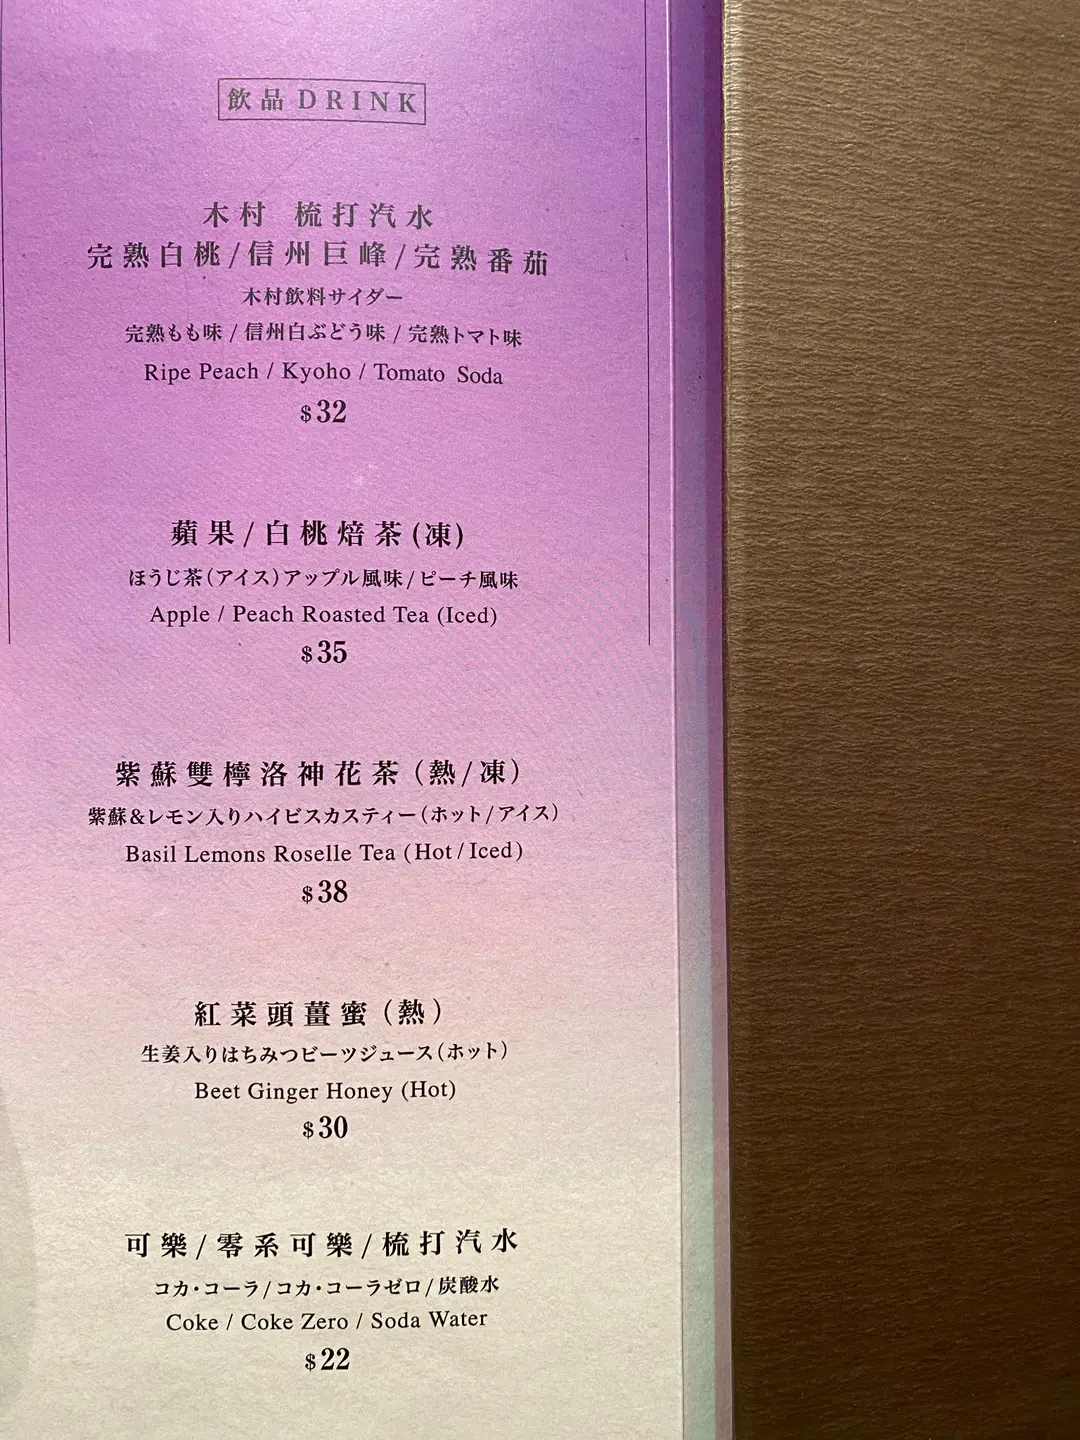 飲品 DRINK
木村 梳打汽水
完熟白桃/信州巨峰/完熟番茄
木村飲料サイダー
完熟もも味/信州白ぶどう味/完熟トマト味
Ripe Peach / Kyoho / Tomato Soda
$32
蘋果/白桃焙茶(凍)
ほうじ茶(アイス)アップル風味/ピーチ風味
Apple / Peach Roasted Tea (Iced)
$35
紫蘇雙檸洛神花茶(熱/凍)
紫蘇&レモン入りハイビスカスティー(ホット/アイス)
Basil Lemons Roselle Tea (Hot/Iced)
$38
紅菜頭薑蜜(熱)
生姜入りはちみつビーツジュース(ホット)
Beet Ginger Honey (Hot)
$30
可樂/零系可樂/梳打汽水
コカ・コーラ/コカ・コーラゼロ/炭酸水
Coke / Coke Zero / Soda Water
$22